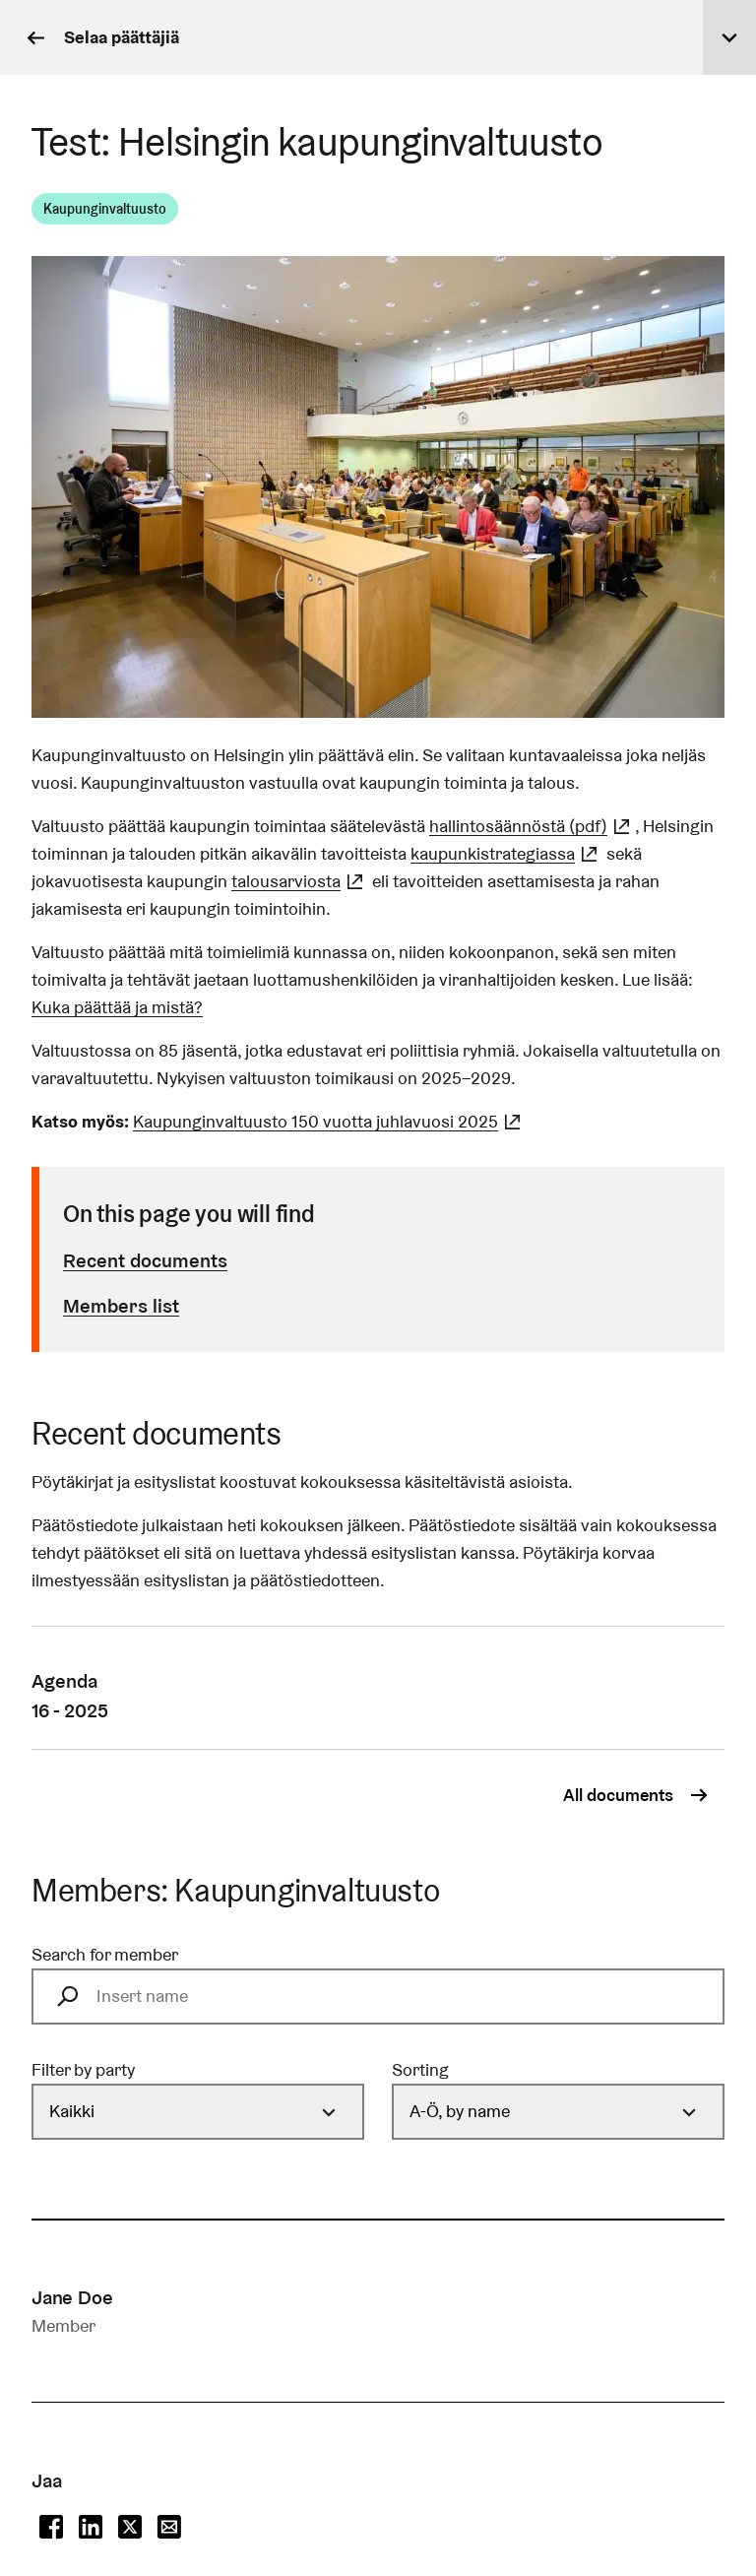 Selaa päättäjiä
Test: Helsingin kaupunginvaltuusto
Kaupunginvaltuusto
Kaupunginvaltuusto on Helsingin ylin päättävä elin. Se valitaan kuntavaaleissa joka neljäs
vuosi. Kaupunginvaltuuston vastuulla ovat kaupungin toiminta ja talous.
Valtuusto päättää kaupungin toimintaa säätelevästä hallintosäännöstä (pdf) , Helsingin
toiminnan ja talouden pitkän aikavälin tavoitteista kaupunkistrategiassa sekä
jokavuotisesta kaupungin talousarviosta eli tavoitteiden asettamisesta ja rahan
jakamisesta eri kaupungin toimintoihin.
Valtuusto päättää mitä toimielimiä kunnassa on, niiden kokoonpanon, sekä sen miten
toimivalta ja tehtävät jaetaan luottamushenkilöiden ja viranhaltijoiden kesken. Lue lisää:
Kuka päättää ja mistä?
Valtuustossa on 85 jäsentä, jotka edustavat eri poliittisia ryhmiä. Jokaisella valtuutetulla on
varavaltuutettu. Nykyisen valtuuston toimikausi on 2025–2029.
Katso myös: Kaupunginvaltuusto 150 vuotta juhlavuosi 2025
On this page you will find
Recent documents
Members list
Recent documents
Pöytäkirjat ja esityslistat koostuvat kokouksessa käsiteltävistä asioista.
Päätöstiedote julkaistaan heti kokouksen jälkeen. Päätöstiedote sisältää vain kokouksessa
tehdyt päätökset eli sitä on luettava yhdessä esityslistan kanssa. Pöytäkirja korvaa
ilmestyessään esityslistan ja päätöstiedotteen.
Agenda
16 - 2025
All documents
Members: Kaupunginvaltuusto
Search for member
Insert name
Filter by party
Sorting
Kaikki
A-Ö, by name
Jane Doe
Member
Jaa